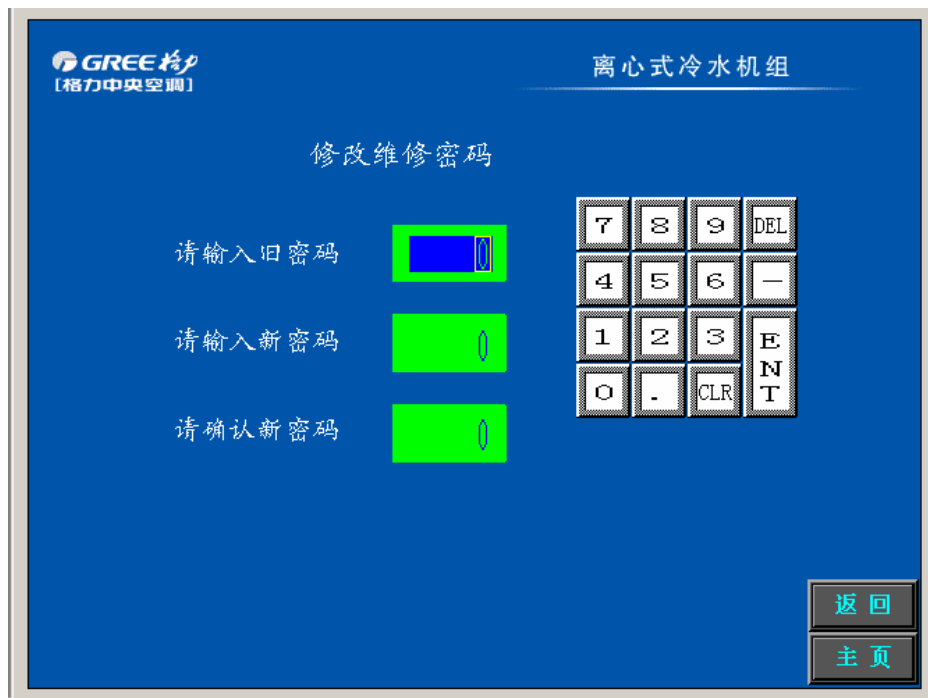 GREE 格力
[格力中央空调]
离心式冷水机组
修改维修密码
请输入旧密码 0
请输入新密码 0
请确认新密码 0
7 8 9 DEL
4 5 6 —
1 2 3 ENT
0 . CLR
返回
主页